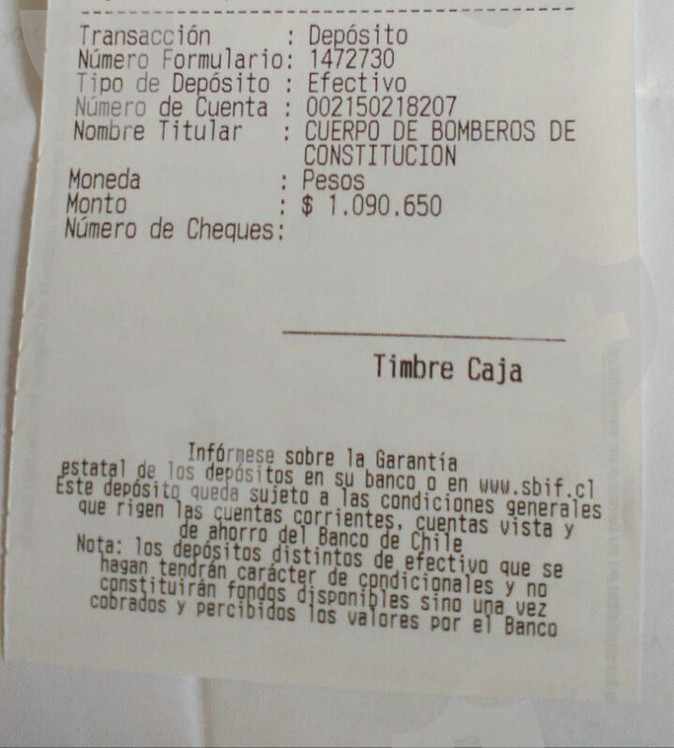 Transacción : Depósito
Número Formulario: 1472730
Tipo de Depósito : Efectivo
Número de Cuenta : 002150218207
Nombre Titular : CUERPO DE BOMBEROS DE
CONSTITUCION
Moneda : Pesos
Monto : $ 1.090.650
Número de Cheques:
Timbre Caja
Infórmese sobre la Garantía
estatal de los depósitos en su banco o en www.sbif.cl
Este depósito queda sujeto a las condiciones generales
que rigen las cuentas corrientes, cuentas vista y
de ahorro del Banco de Chile
Nota: los depósitos distintos de efectivo que se
hagan tendrán carácter de condicionales y no
constituirán fondos disponibles sino una vez
cobrados y percibidos los valores por el Banco